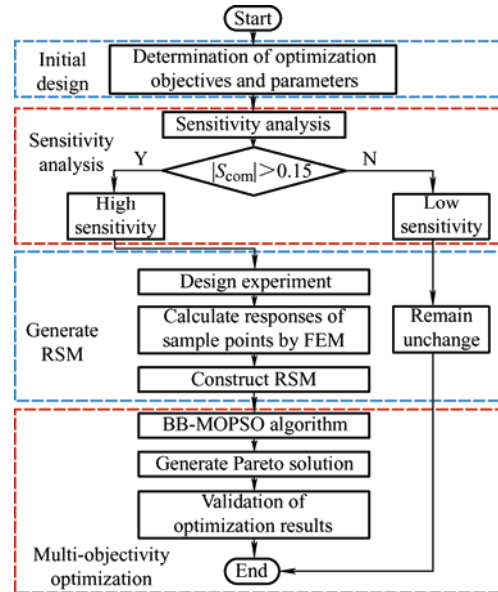 Start
Initial
design
Determination of optimization
objectives and parameters
Sensitivity
analysis
Sensitivity analysis
Y
|S_com|>0.15
N
High
sensitivity
Low
sensitivity
Generate
RSM
Design experiment
Calculate responses of
sample points by FEM
Construct RSM
Remain
unchange
BB-MOPSO algorithm
Generate Pareto solution
Validation of
optimization results
Multi-objectivity
optimization
End